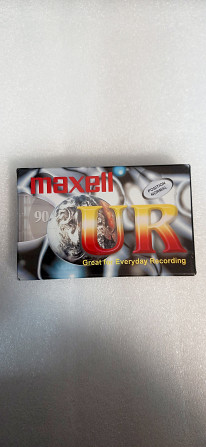 maxell
POSITION
NORMAL
90
UR
Great for Everyday Recording